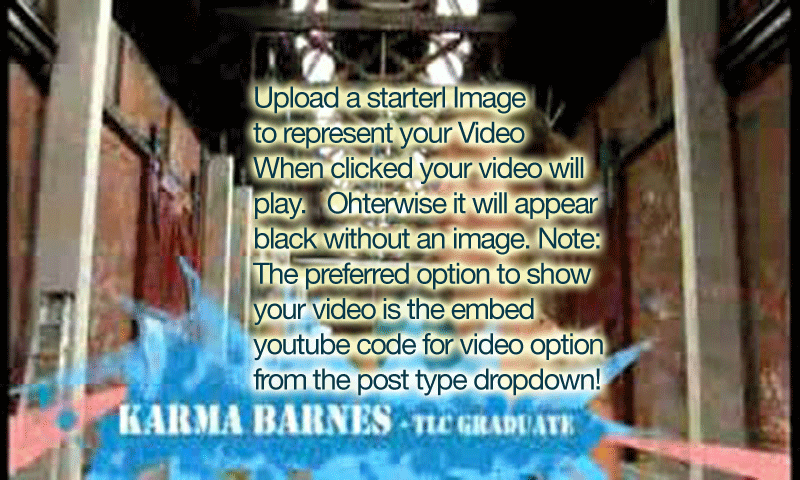 Upload a starterl Image
to represent your Video
When clicked your video will
play. Ohterwise it will appear
black without an image. Note:
The preferred option to show
your video is the embed
youtube code for video option
from the post type dropdown!
KARMA BARNES - TLC GRADUATE